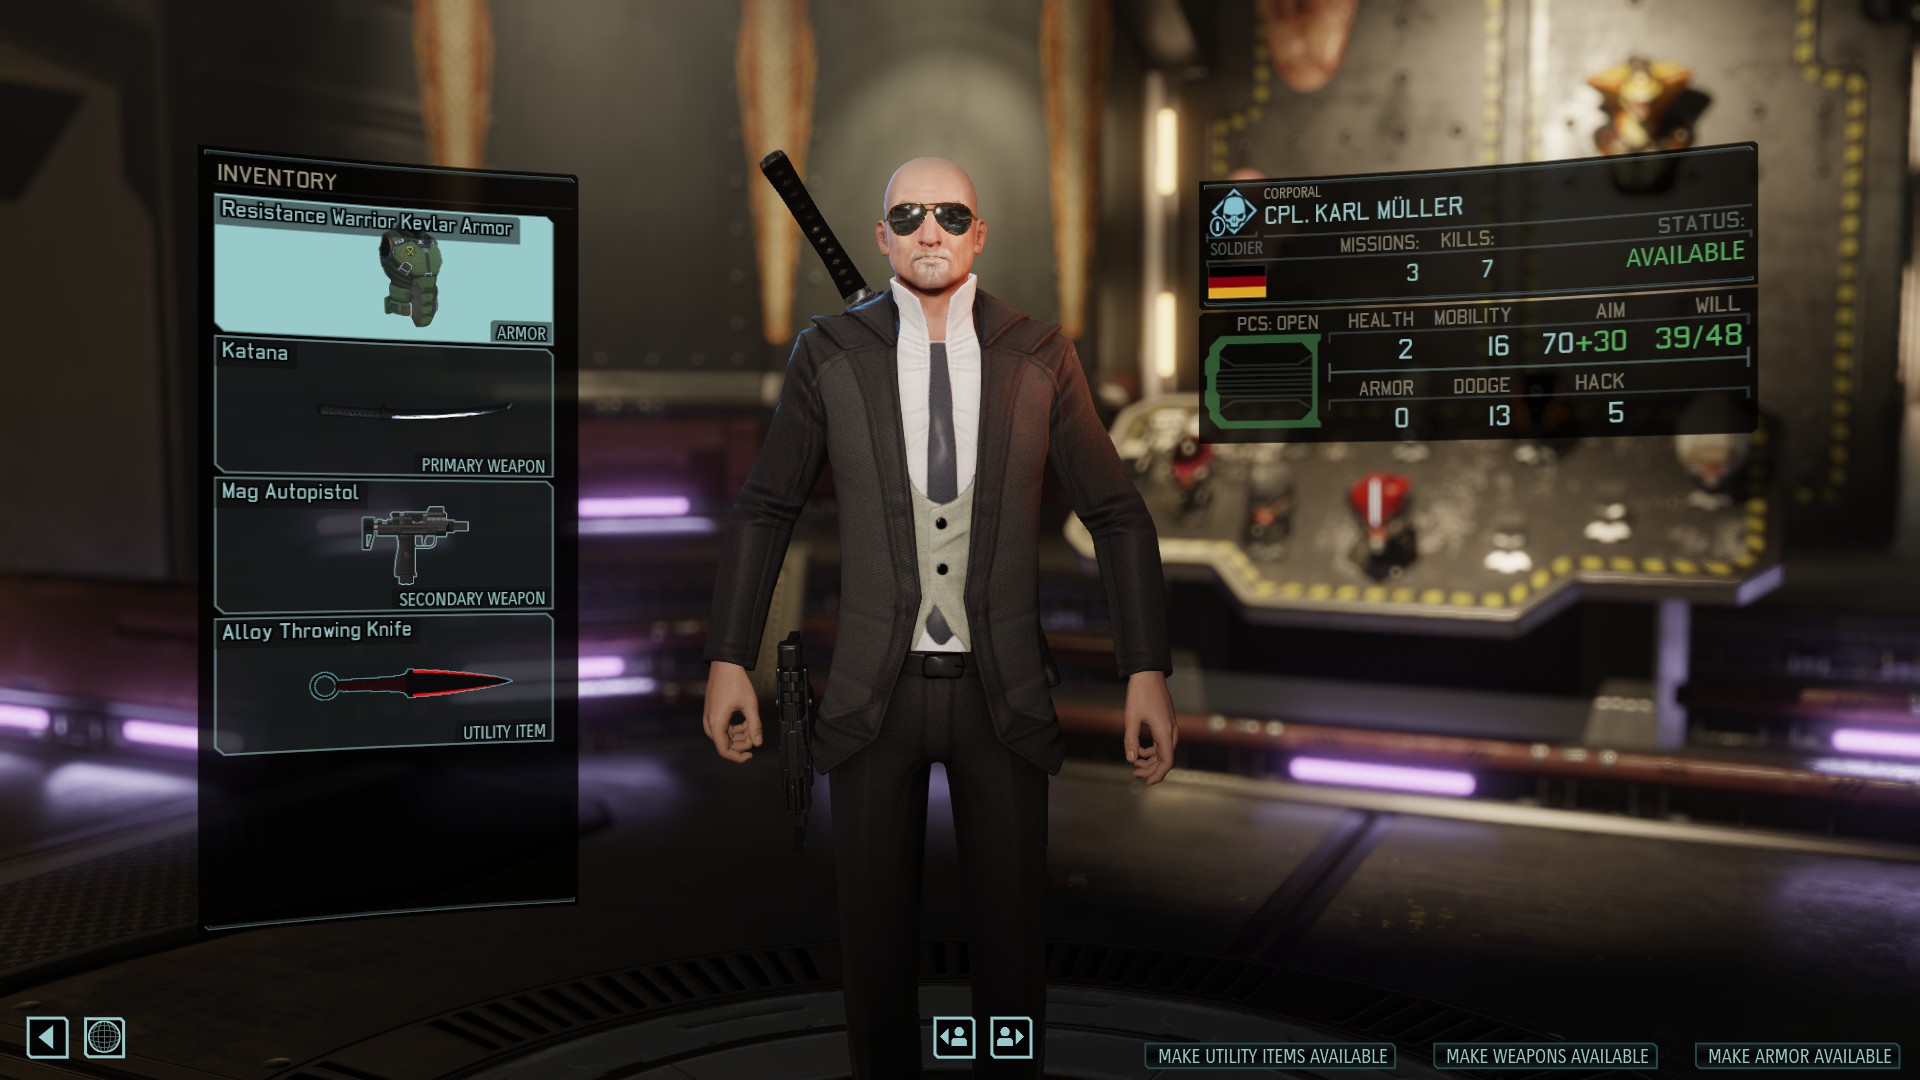 INVENTORY
Resistance Warrior Kevlar Armor
ARMOR
Katana
PRIMARY WEAPON
Mag Autopistol
SECONDARY WEAPON
Alloy Throwing Knife
UTILITY ITEM
CORPORAL
CPL. KARL MÜLLER
0
SOLDIER
MISSIONS: KILLS: STATUS:
3 7 AVAILABLE
PCS: OPEN
HEALTH MOBILITY AIM WILL
2 16 70+30 39/48
ARMOR DODGE HACK
0 13 5
MAKE UTILITY ITEMS AVAILABLE
MAKE WEAPONS AVAILABLE
MAKE ARMOR AVAILABLE